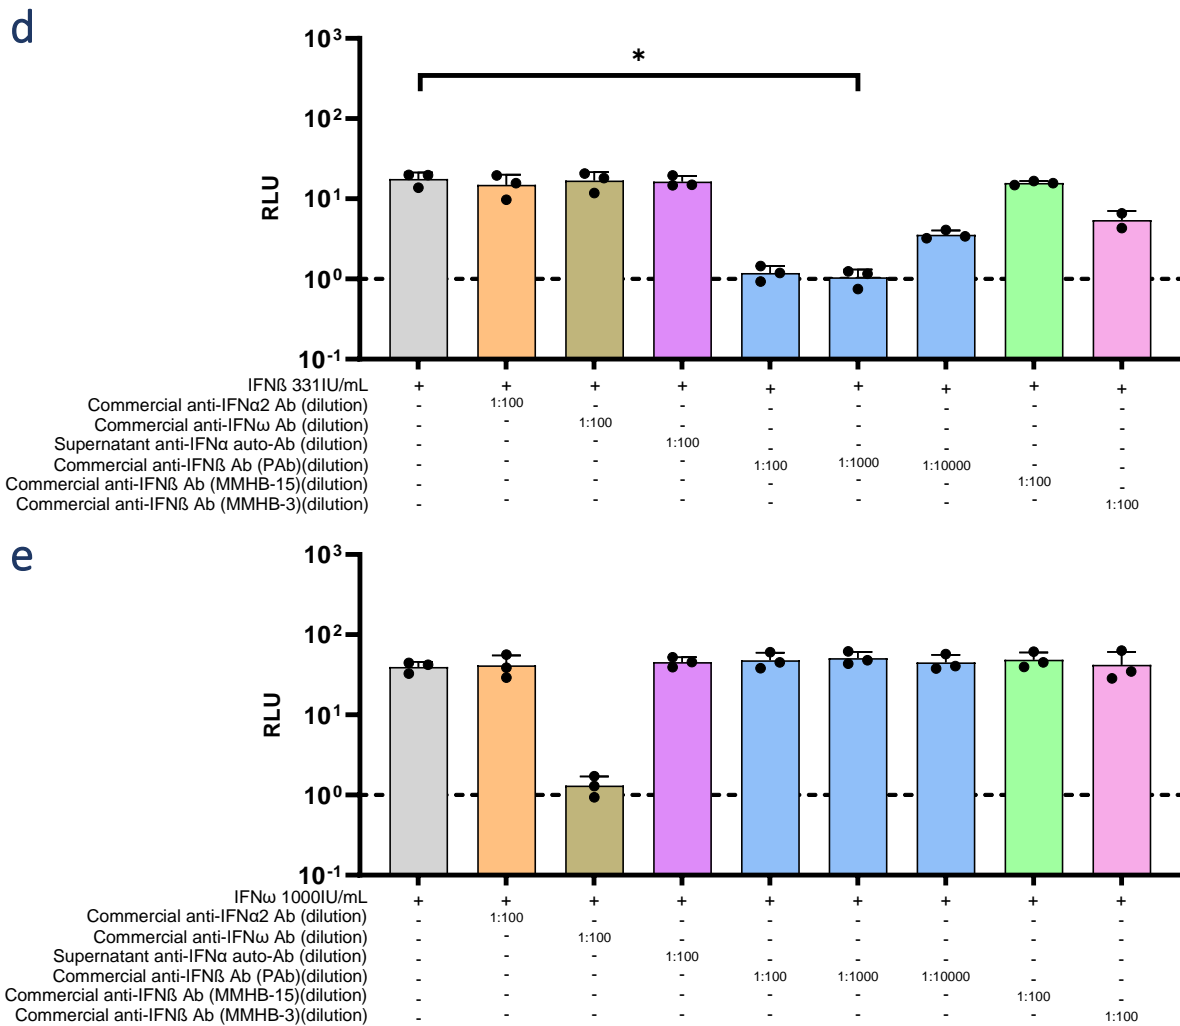 d
10³
*
10²
RLU
10¹
10⁰
10⁻¹
IFNß 331IU/mL + + + + + + + + +
Commercial anti-IFNα2 Ab (dilution) - 1:100 - - - - - - -
Commercial anti-IFNω Ab (dilution) - - 1:100 - - - - - -
Supernatant anti-IFNα auto-Ab (dilution) - - - 1:100 - - - - -
Commercial anti-IFNß Ab (PAb)(dilution) - - - - 1:100 1:1000 1:10000 - -
Commercial anti-IFNß Ab (MMHB-15)(dilution) - - - - - - - 1:100 -
Commercial anti-IFNß Ab (MMHB-3)(dilution) - - - - - - - - 1:100
e
10³
10²
RLU
10¹
10⁰
10⁻¹
IFNω 1000IU/mL + + + + + + + + +
Commercial anti-IFNα2 Ab (dilution) - 1:100 - - - - - - -
Commercial anti-IFNω Ab (dilution) - - 1:100 - - - - - -
Supernatant anti-IFNα auto-Ab (dilution) - - - 1:100 - - - - -
Commercial anti-IFNß Ab (PAb)(dilution) - - - - 1:100 1:1000 1:10000 - -
Commercial anti-IFNß Ab (MMHB-15)(dilution) - - - - - - - 1:100 -
Commercial anti-IFNß Ab (MMHB-3)(dilution) - - - - - - - - 1:100